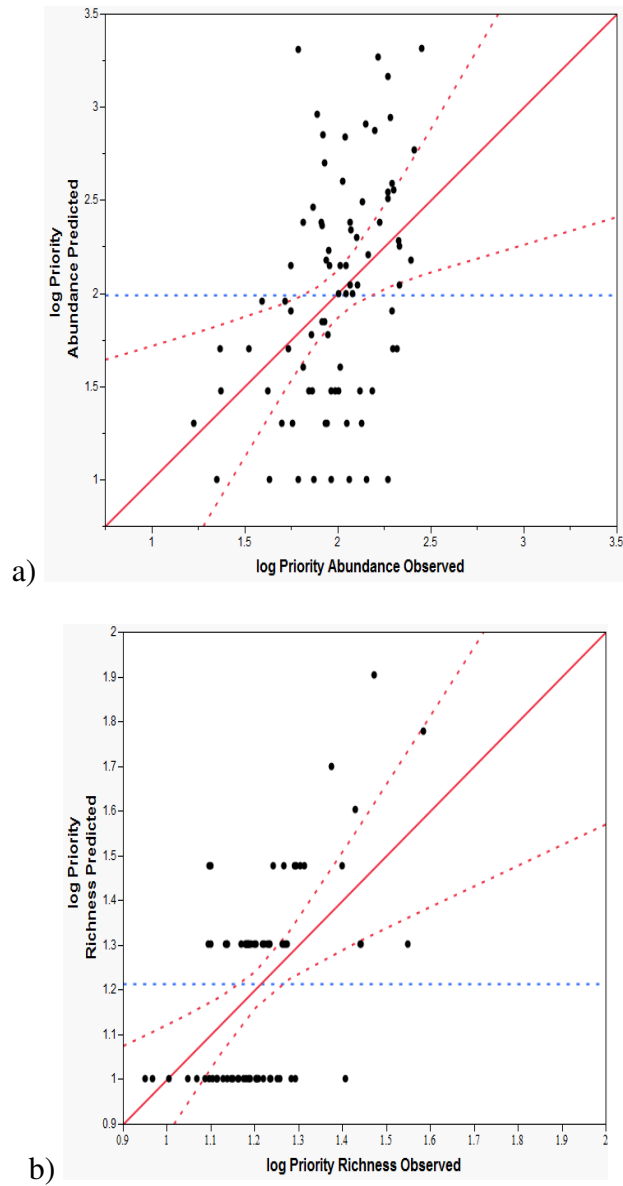 3.5
3
2.5
2
1.5
1
log Priority
Abundance Predicted
1 1.5 2 2.5 3 3.5
log Priority Abundance Observed
a)
2
1.9
1.8
1.7
1.6
1.5
1.4
1.3
1.2
1.1
1
0.9
log Priority
Richness Predicted
0.9 1 1.1 1.2 1.3 1.4 1.5 1.6 1.7 1.8 1.9 2
log Priority Richness Observed
b)